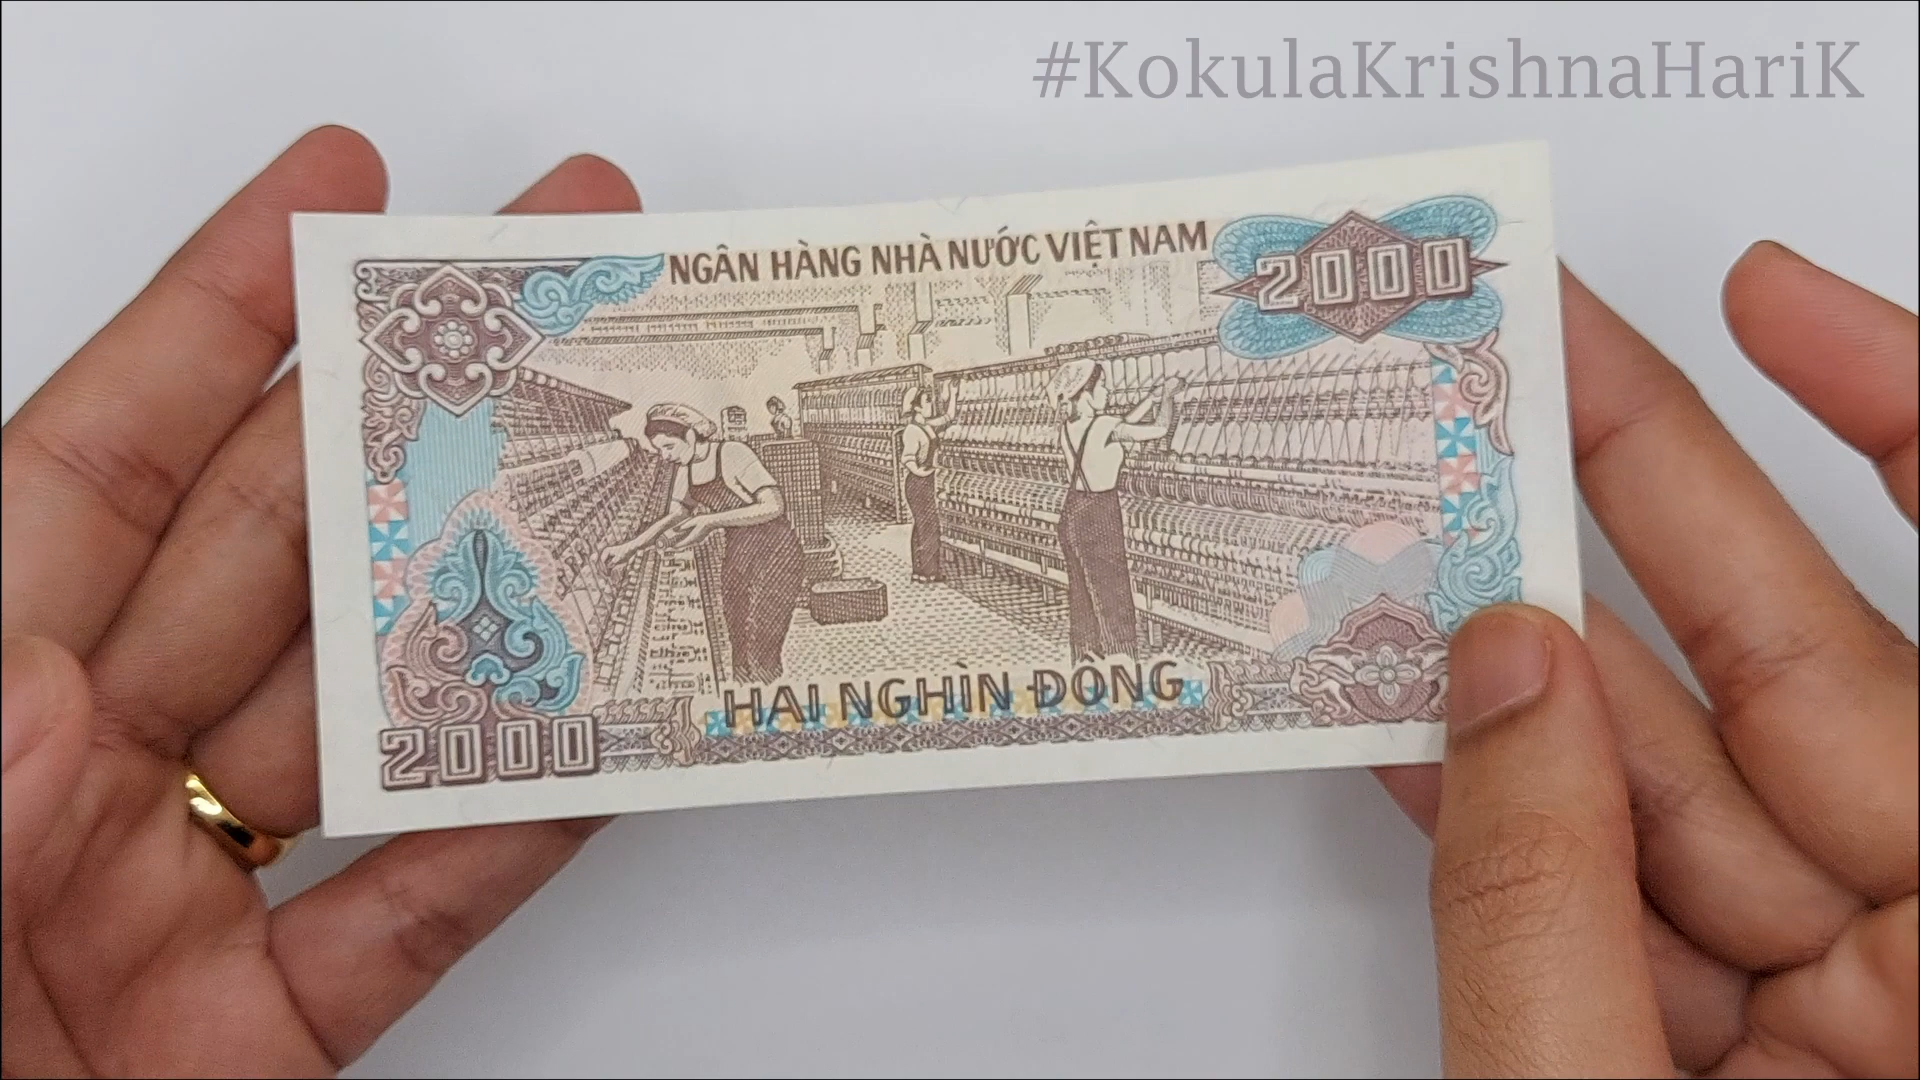 #KokulaKrishnaHariK
NGÂN HÀNG NHÀ NƯỚC VIỆT NAM
2000
HAI NGHÌN ĐỒNG
2000